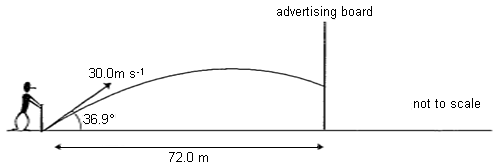 advertising board
30.0m s⁻¹
36.9°
not to scale
72.0 m